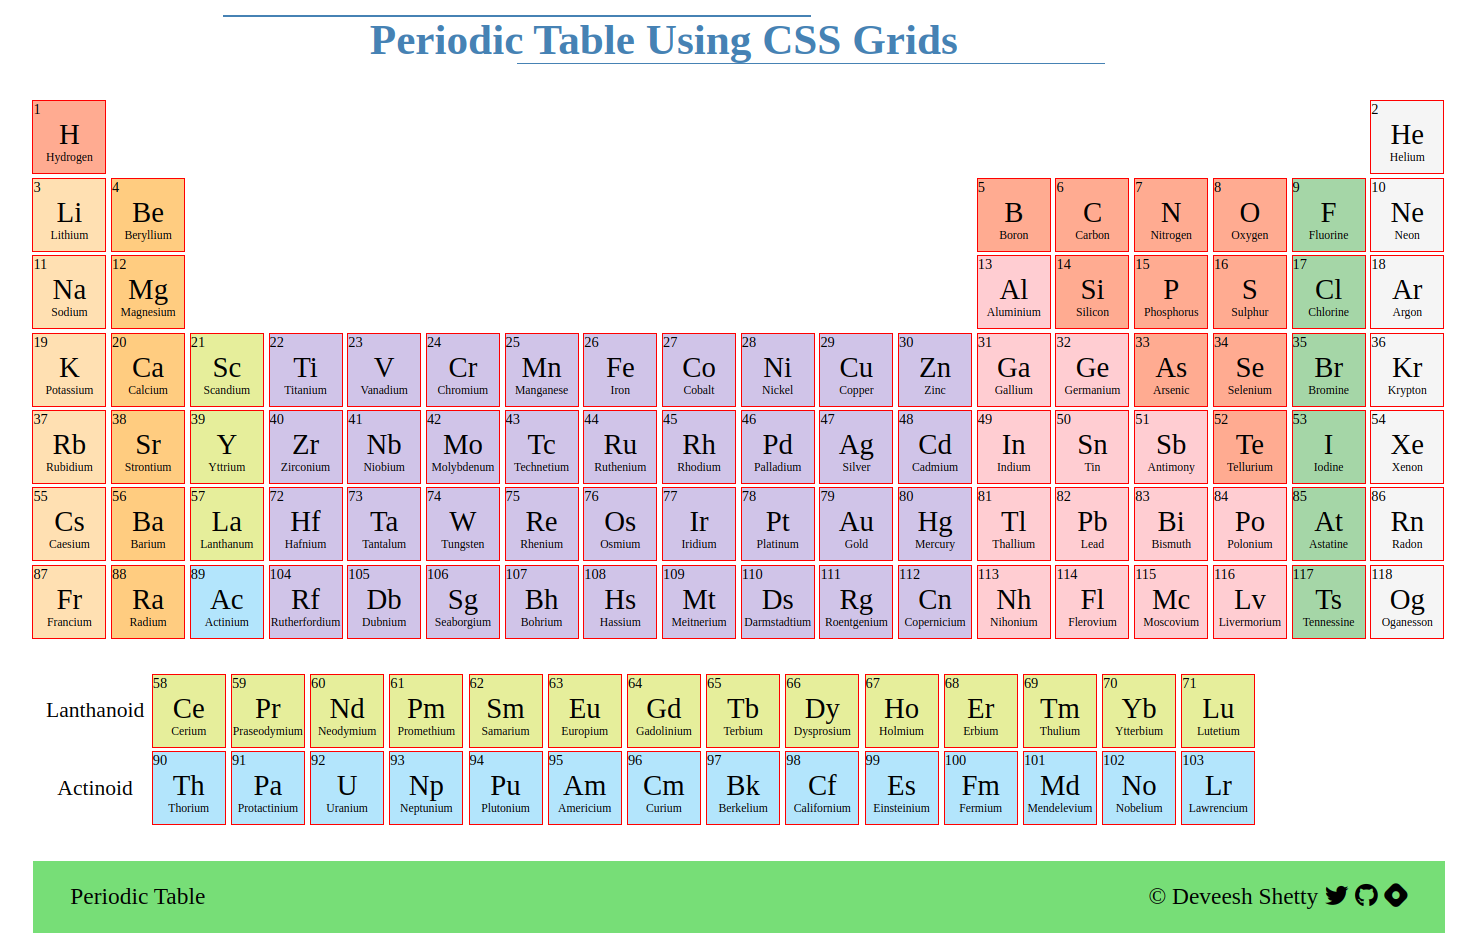 Periodic Table Using CSS Grids
1 2
H He
Hydrogen Helium
3 4 5 6 7 8 9 10
Li Be B C N O F Ne
Lithium Beryllium Boron Carbon Nitrogen Oxygen Fluorine Neon
11 12 13 14 15 16 17 18
Na Mg Al Si P S Cl Ar
Sodium Magnesium Aluminium Silicon Phosphorus Sulphur Chlorine Argon
19 20 21 22 23 24 25 26 27 28 29 30 31 32 33 34 35 36
K Ca Sc Ti V Cr Mn Fe Co Ni Cu Zn Ga Ge As Se Br Kr
Potassium Calcium Scandium Titanium Vanadium Chromium Manganese Iron Cobalt Nickel Copper Zinc Gallium Germanium Arsenic Selenium Bromine Krypton
37 38 39 40 41 42 43 44 45 46 47 48 49 50 51 52 53 54
Rb Sr Y Zr Nb Mo Tc Ru Rh Pd Ag Cd In Sn Sb Te I Xe
Rubidium Strontium Yttrium Zirconium Niobium Molybdenum Technetium Ruthenium Rhodium Palladium Silver Cadmium Indium Tin Antimony Tellurium Iodine Xenon
55 56 57 72 73 74 75 76 77 78 79 80 81 82 83 84 85 86
Cs Ba La Hf Ta W Re Os Ir Pt Au Hg Tl Pb Bi Po At Rn
Caesium Barium Lanthanum Hafnium Tantalum Tungsten Rhenium Osmium Iridium Platinum Gold Mercury Thallium Lead Bismuth Polonium Astatine Radon
87 88 89 104 105 106 107 108 109 110 111 112 113 114 115 116 117 118
Fr Ra Ac Rf Db Sg Bh Hs Mt Ds Rg Cn Nh Fl Mc Lv Ts Og
Francium Radium Actinium Rutherfordium Dubnium Seaborgium Bohrium Hassium Meitnerium Darmstadtium Roentgenium Copernicium Nihonium Flerovium Moscovium Livermorium Tennessine Oganesson
58 59 60 61 62 63 64 65 66 67 68 69 70 71
Lanthanoid Ce Pr Nd Pm Sm Eu Gd Tb Dy Ho Er Tm Yb Lu
Cerium Praseodymium Neodymium Promethium Samarium Europium Gadolinium Terbium Dysprosium Holmium Erbium Thulium Ytterbium Lutetium
90 91 92 93 94 95 96 97 98 99 100 101 102 103
Actinoid Th Pa U Np Pu Am Cm Bk Cf Es Fm Md No Lr
Thorium Protactinium Uranium Neptunium Plutonium Americium Curium Berkelium Californium Einsteinium Fermium Mendelevium Nobelium Lawrencium
Periodic Table © Deveesh Shetty